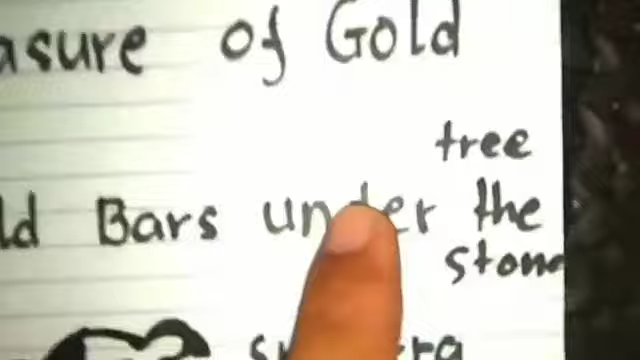 asure of Gold
tree
ld Bars under the
stone